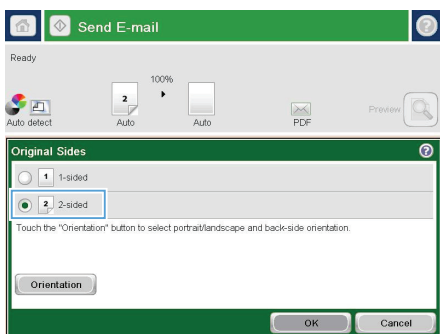 Send E-mail
Ready
100%
2
Auto detect
Auto
Auto
PDF
Preview
Original Sides
1 1-sided
2 2-sided
Touch the "Orientation" button to select portrait/landscape and back-side orientation.
Orientation
OK
Cancel